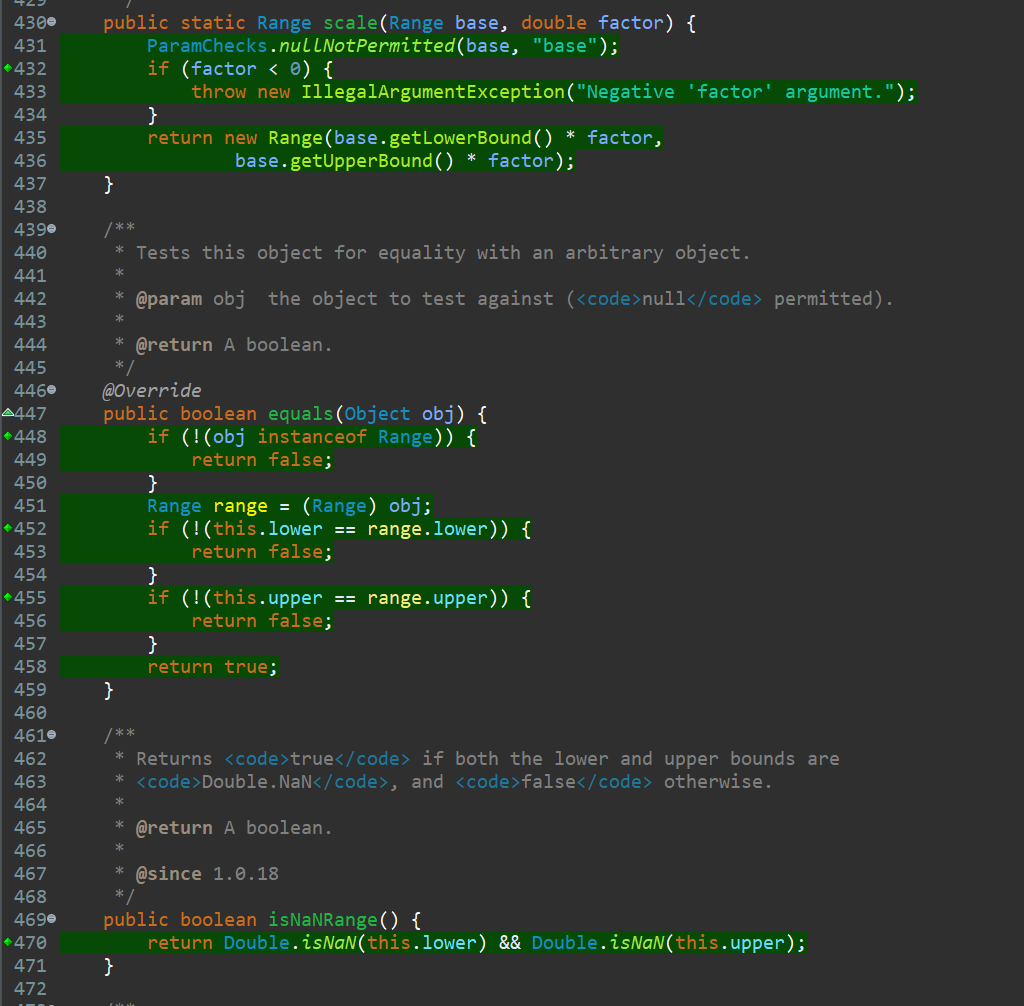 429 */
430 public static Range scale(Range base, double factor) {
431 ParamChecks.nullNotPermitted(base, "base");
432 if (factor < 0) {
433 throw new IllegalArgumentException("Negative 'factor' argument.");
434 }
435 return new Range(base.getLowerBound() * factor,
436 base.getUpperBound() * factor);
437 }
438
439 /**
440 * Tests this object for equality with an arbitrary object.
441 *
442 * @param obj  the object to test against (<code>null</code> permitted).
443 *
444 * @return A boolean.
445 */
446 @Override
447 public boolean equals(Object obj) {
448 if (!(obj instanceof Range)) {
449 return false;
450 }
451 Range range = (Range) obj;
452 if (!(this.lower == range.lower)) {
453 return false;
454 }
455 if (!(this.upper == range.upper)) {
456 return false;
457 }
458 return true;
459 }
460
461 /**
462 * Returns <code>true</code> if both the lower and upper bounds are
463 * <code>Double.NaN</code>, and <code>false</code> otherwise.
464 *
465 * @return A boolean.
466 *
467 * @since 1.0.18
468 */
469 public boolean isNaNRange() {
470 return Double.isNaN(this.lower) && Double.isNaN(this.upper);
471 }
472
/**